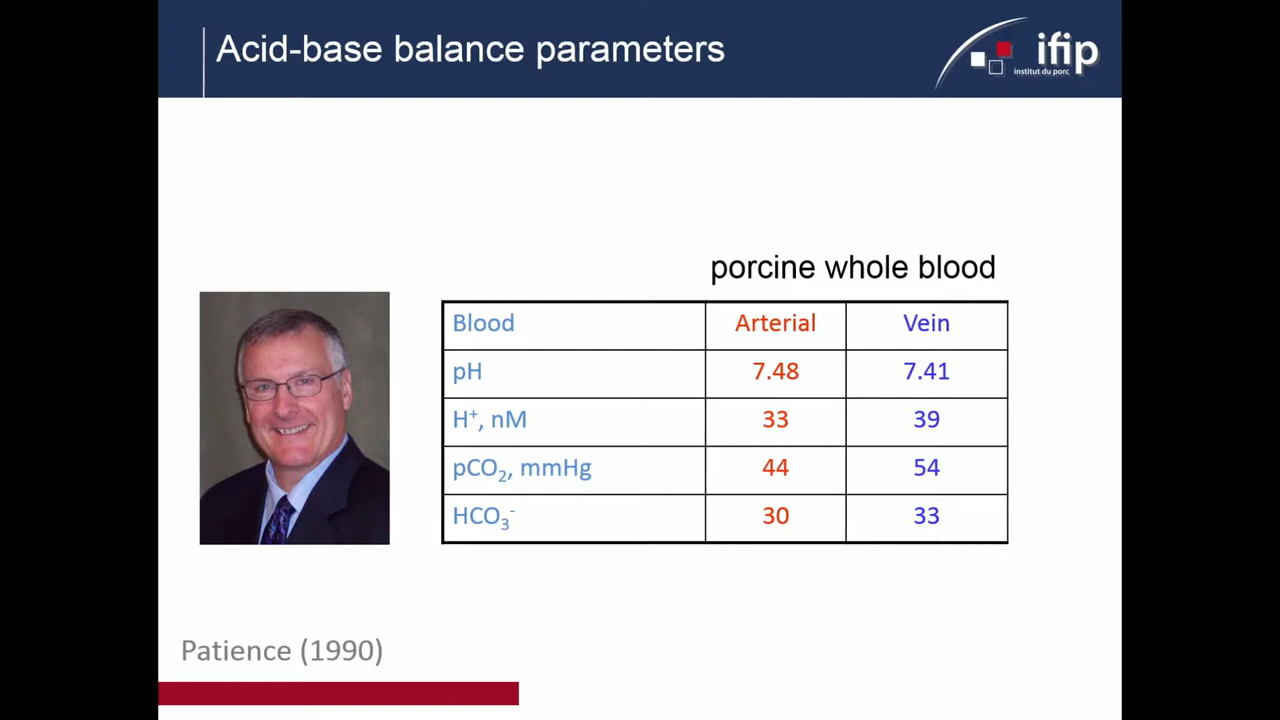 Acid-base balance parameters
ifip
institut du porc
porcine whole blood
Blood Arterial Vein
pH 7.48 7.41
H⁺, nM 33 39
pCO₂, mmHg 44 54
HCO₃⁻ 30 33
Patience (1990)